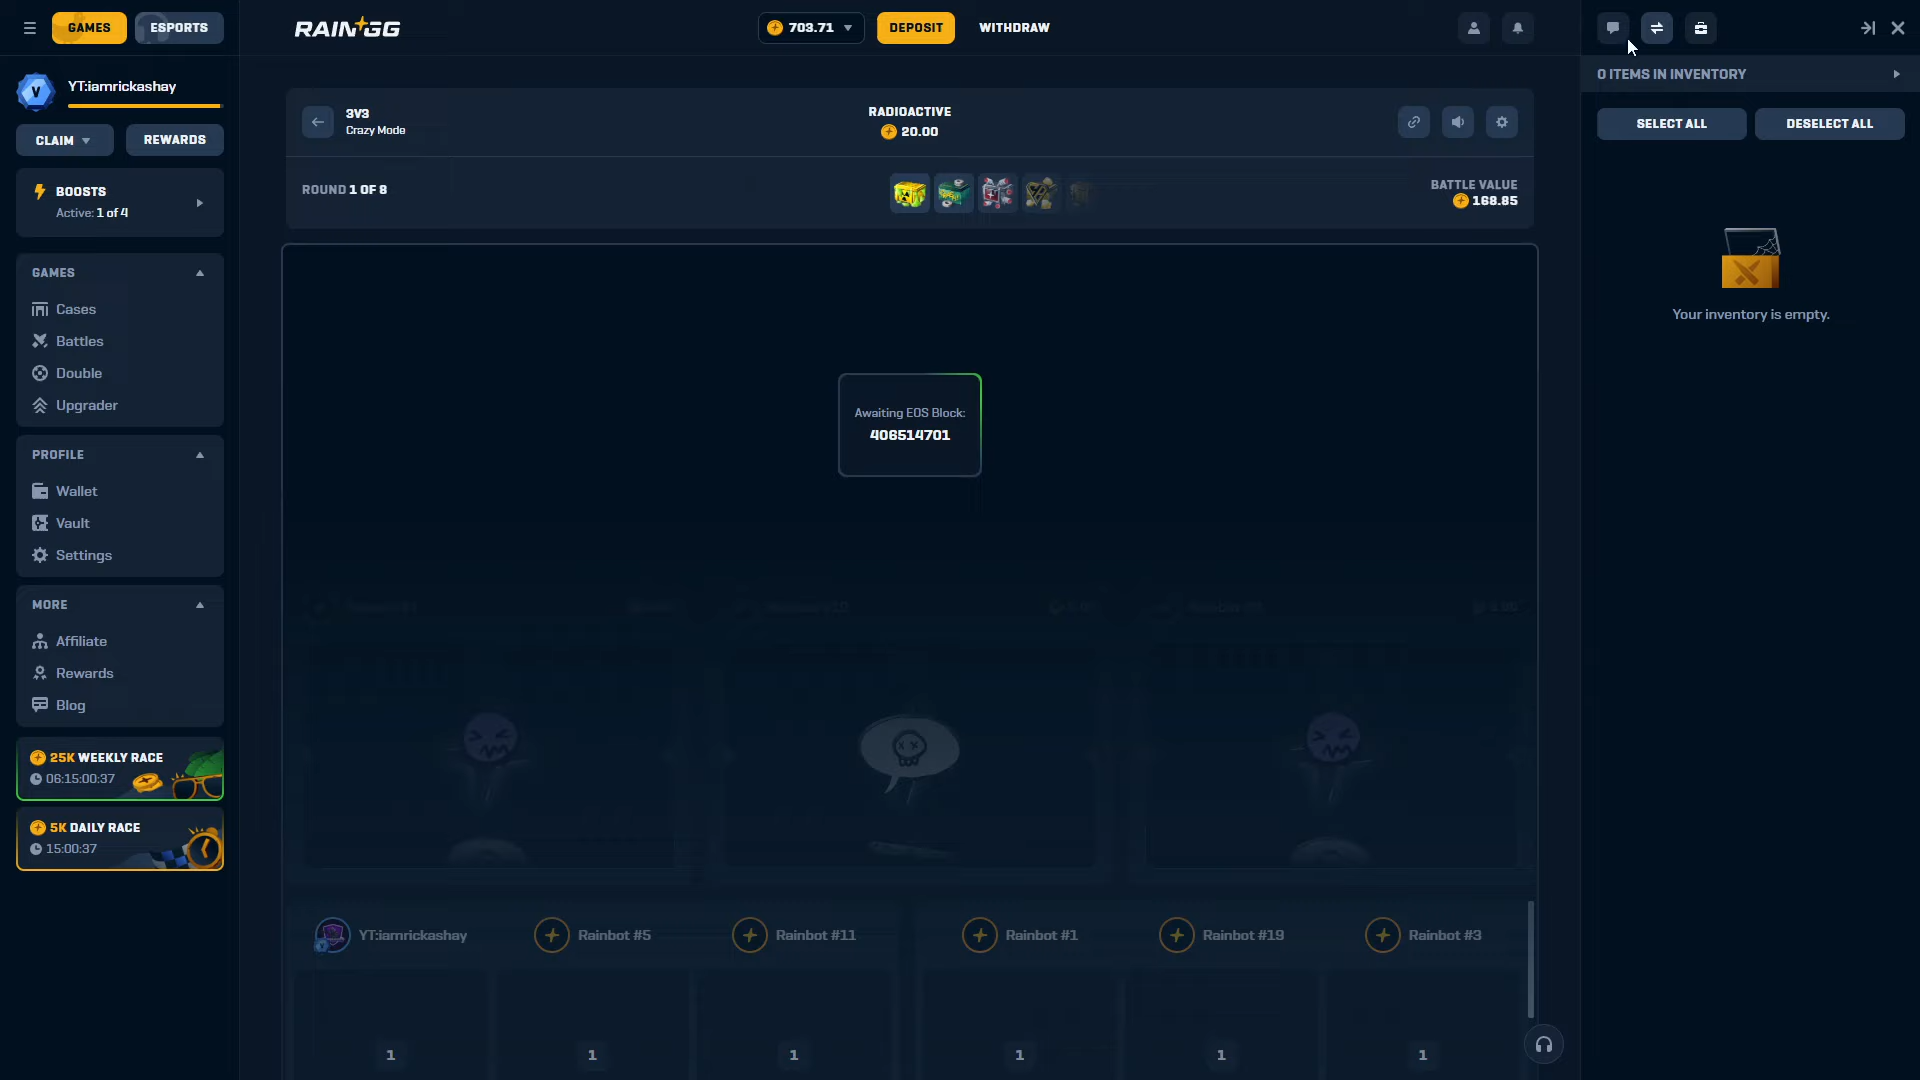 GAMES
ESPORTS
RAIN GG
703.71
DEPOSIT
WITHDRAW
0 ITEMS IN INVENTORY
SELECT ALL
DESELECT ALL
Your inventory is empty.
V
YT:iamrickashay
CLAIM
REWARDS
BOOSTS
Active: 1 of 4
GAMES
Cases
Battles
Double
Upgrader
PROFILE
Wallet
Vault
Settings
MORE
Affiliate
Rewards
Blog
25K WEEKLY RACE
06:15:00:37
5K DAILY RACE
15:00:37
3V3
Crazy Mode
RADIOACTIVE
20.00
ROUND 1 OF 8
BATTLE VALUE
168.85
Awaiting EOS Block:
406514701
YT:iamrickashay
Rainbot #5
Rainbot #11
Rainbot #1
Rainbot #19
Rainbot #3
1
1
1
1
1
1